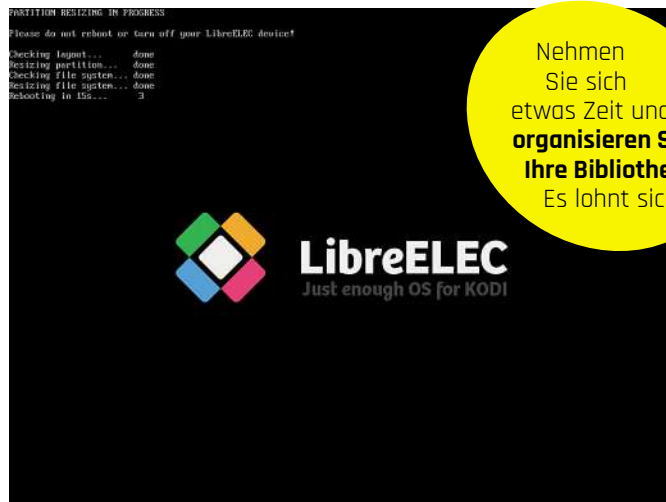 PARTITION RESIZING IN PROGRESS
Please do not reboot or turn off your LibreELEC device!
Checking layout... done
Resizing partition... done
Checking file system... done
Resizing file system... done
Rebooting in 15s... 3
Nehmen
Sie sich
etwas Zeit und
organisieren S
Ihre Bibliothe
Es lohnt sic
LibreELEC
Just enough OS for KODI